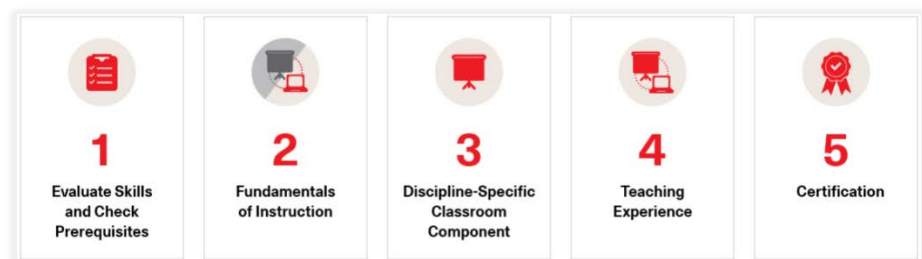 1
Evaluate Skills
and Check
Prerequisites
2
Fundamentals
of Instruction
3
Discipline-Specific
Classroom
Component
4
Teaching
Experience
5
Certification